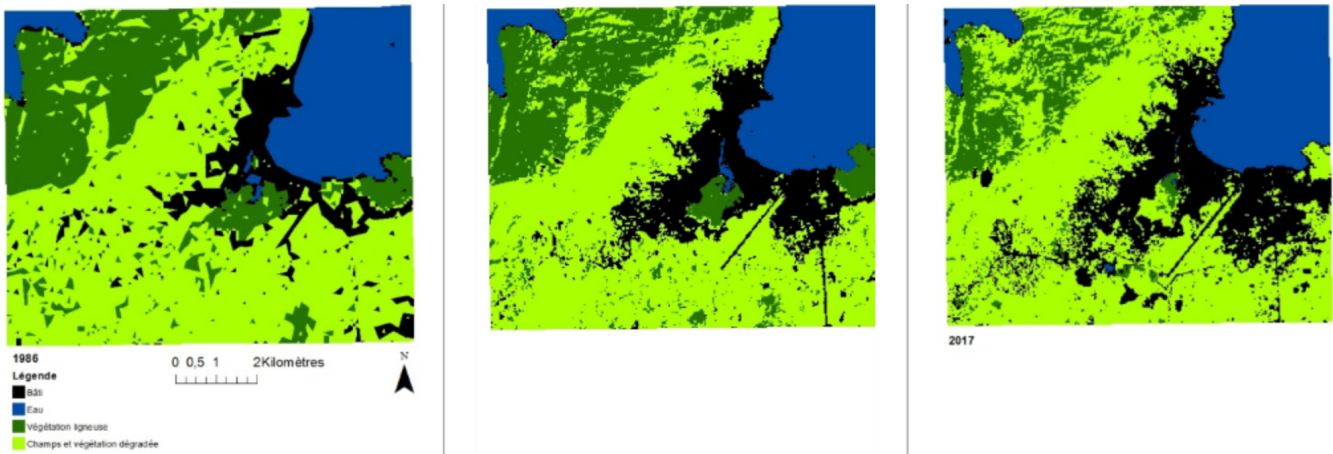 1986
Légende
Bâti
Eau
Végétation ligneuse
Champs et végétation dégradée
0 0,5 1 2Kilomètres
N
2017